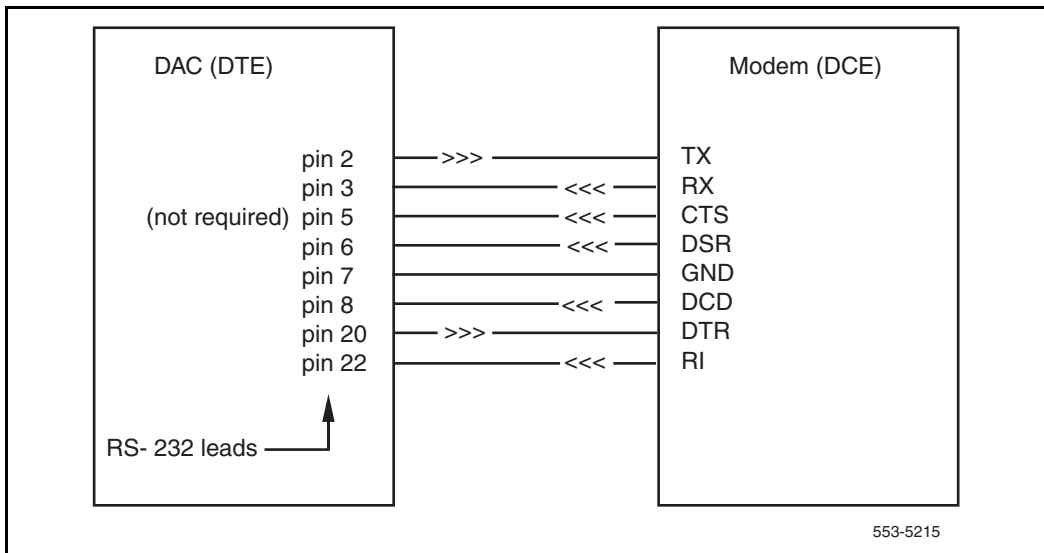 DAC (DTE)
Modem (DCE)
pin 2 >>> TX
pin 3 <<< RX
(not required) pin 5 <<< CTS
pin 6 <<< DSR
pin 7 GND
pin 8 <<< DCD
pin 20 >>> DTR
pin 22 <<< RI
RS- 232 leads
553-5215